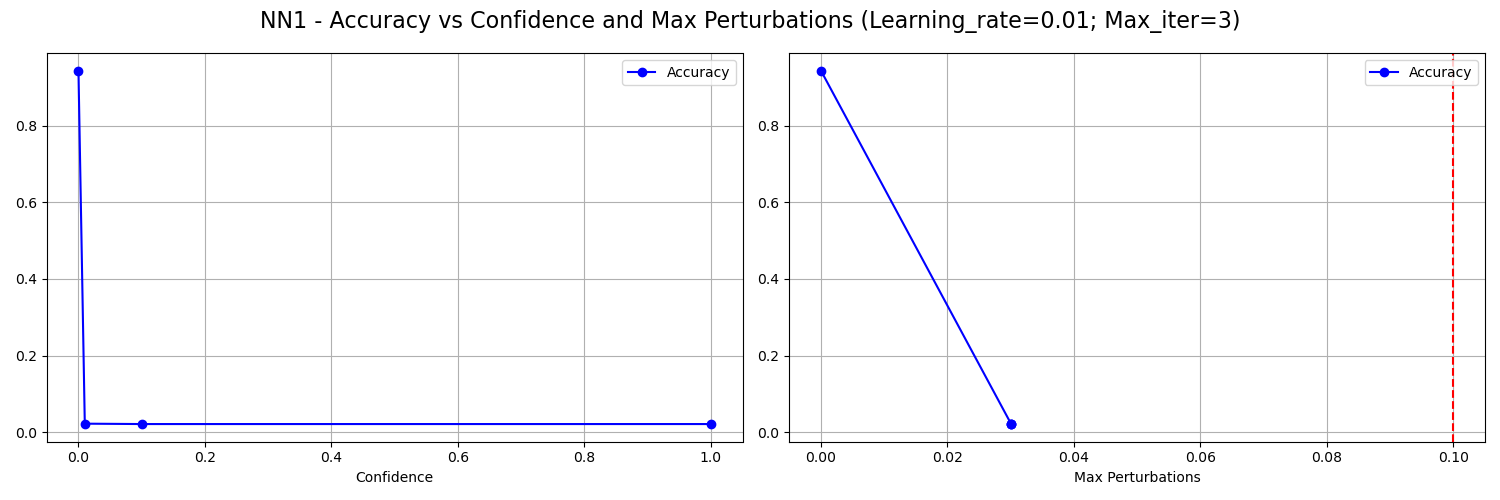 NN1 - Accuracy vs Confidence and Max Perturbations (Learning_rate=0.01; Max_iter=3)
Accuracy
0.8
0.6
0.4
0.2
0.0
0.0 0.2 0.4 0.6 0.8 1.0
Confidence
Accuracy
0.8
0.6
0.4
0.2
0.0
0.00 0.02 0.04 0.06 0.08 0.10
Max Perturbations